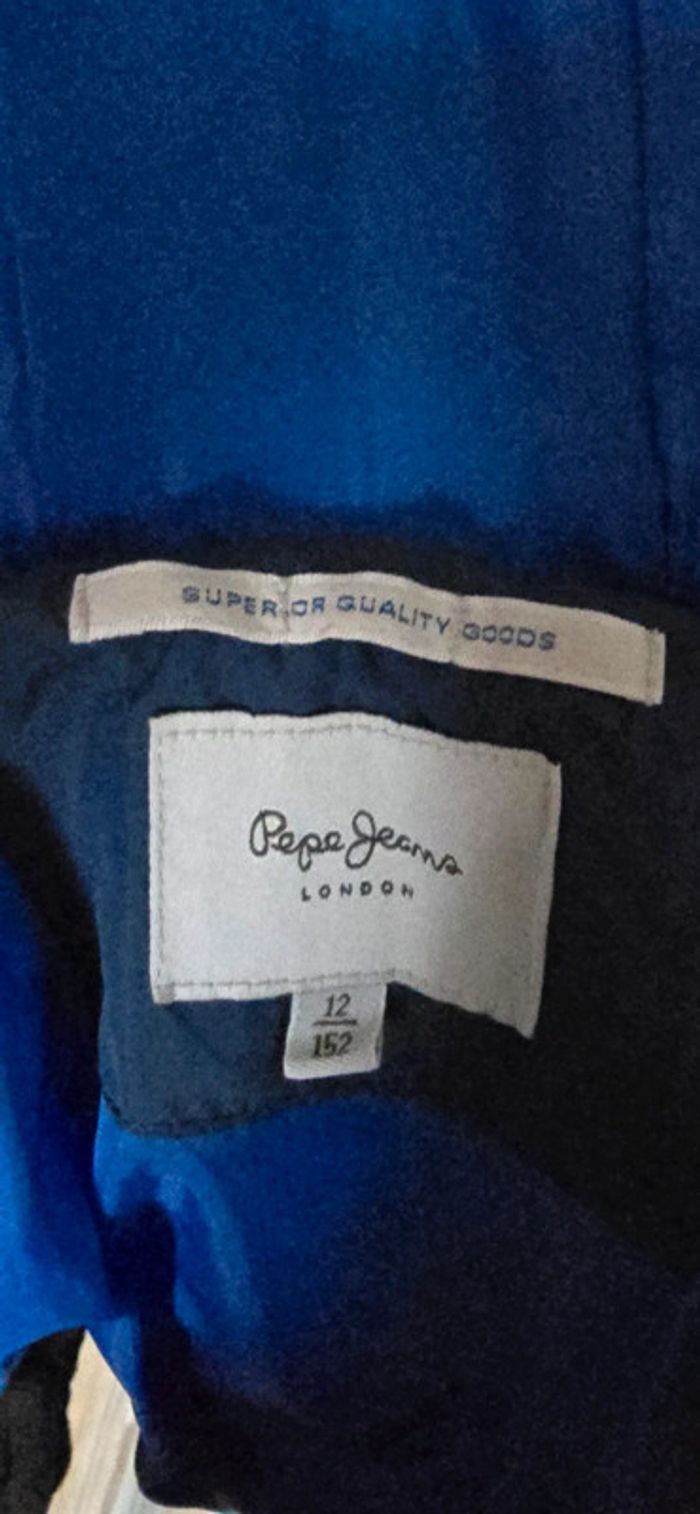 SUPERIOR QUALITY GOODS
Pepe Jeans
LONDON
12
152